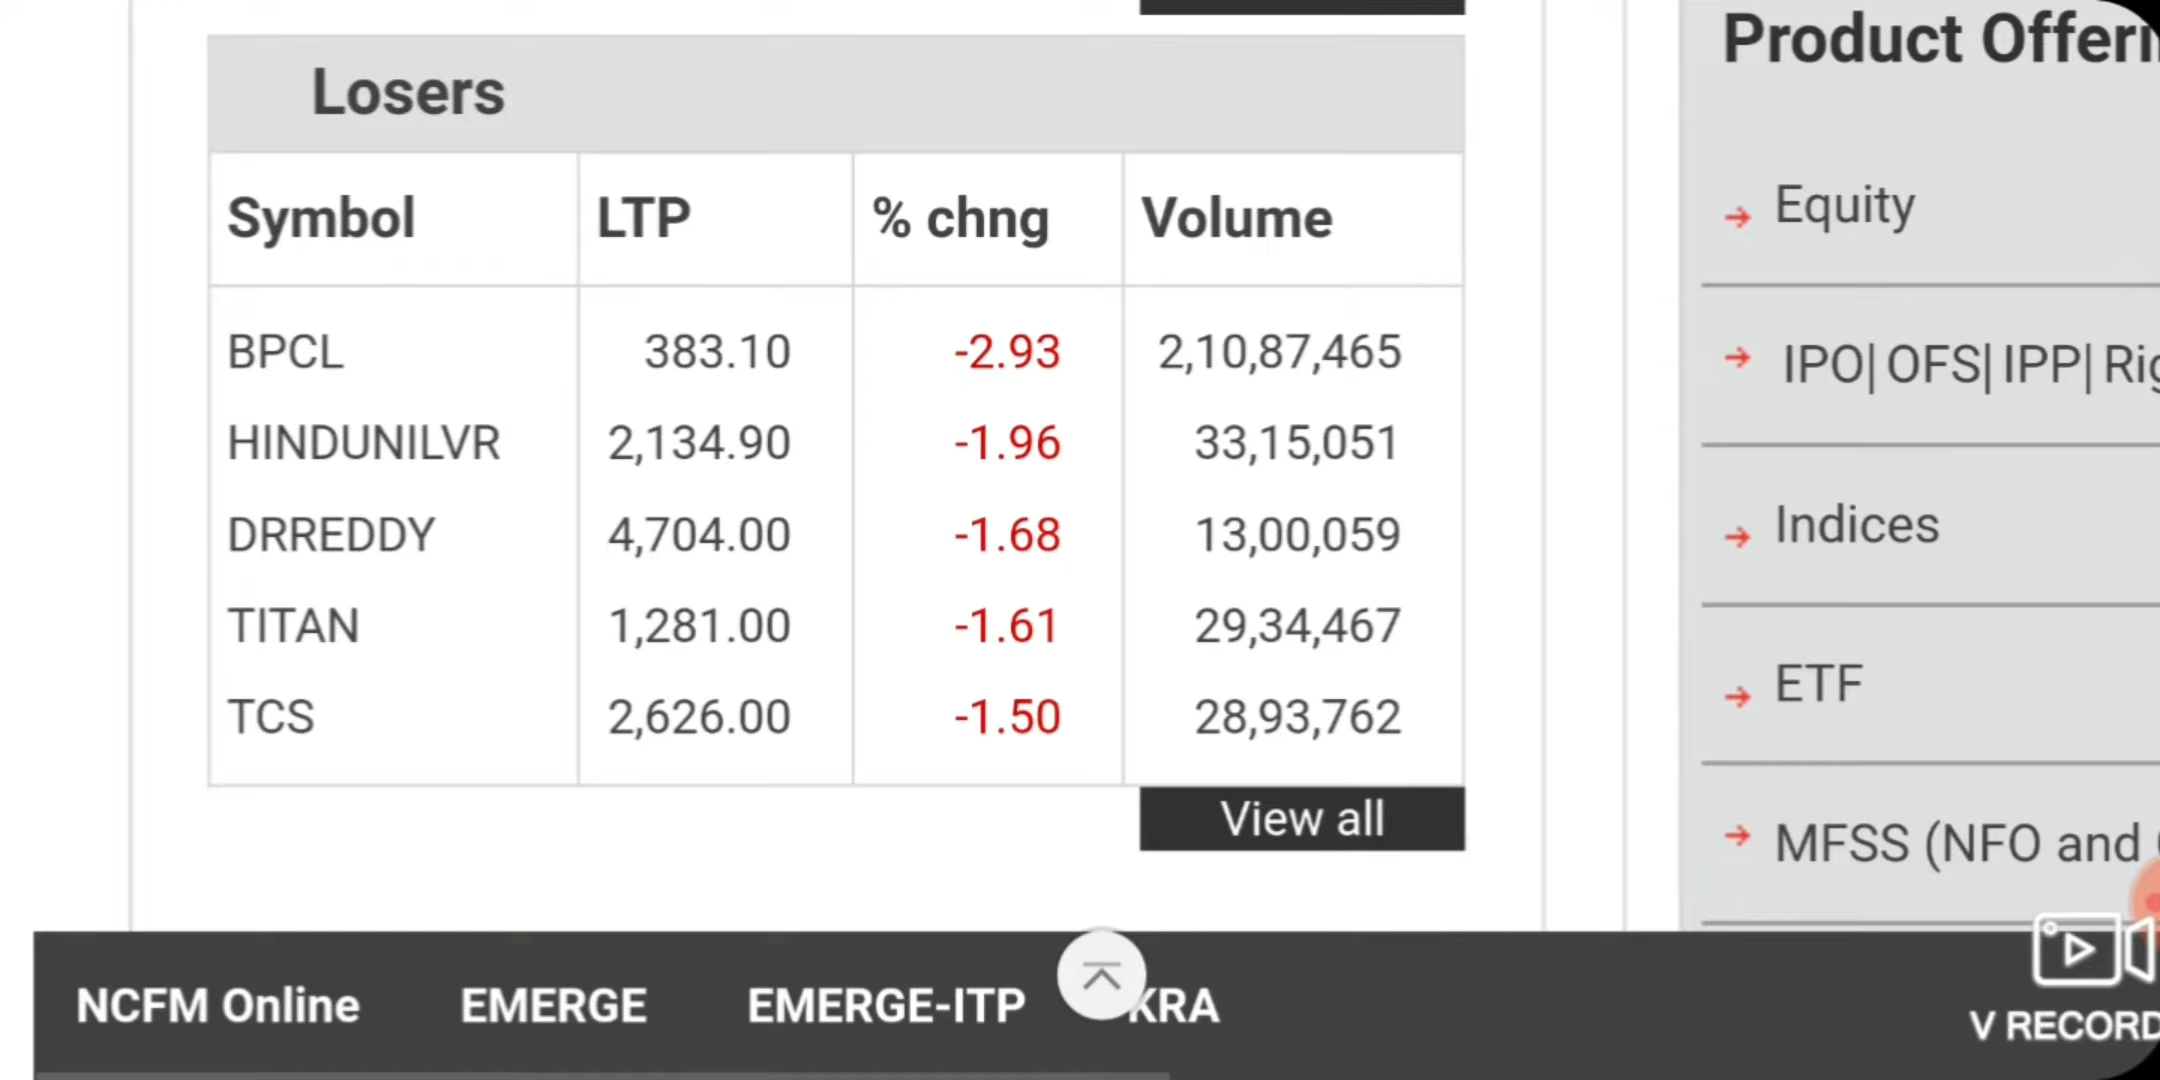 Losers
Symbol LTP % chng Volume
BPCL 383.10 -2.93 2,10,87,465
HINDUNILVR 2,134.90 -1.96 33,15,051
DRREDDY 4,704.00 -1.68 13,00,059
TITAN 1,281.00 -1.61 29,34,467
TCS 2,626.00 -1.50 28,93,762
View all
Product
Equity
IPO| OFS| IPP|
Indices
ETF
MFSS (NFO and
NCFM Online EMERGE EMERGE-ITP KRA
V RECORD